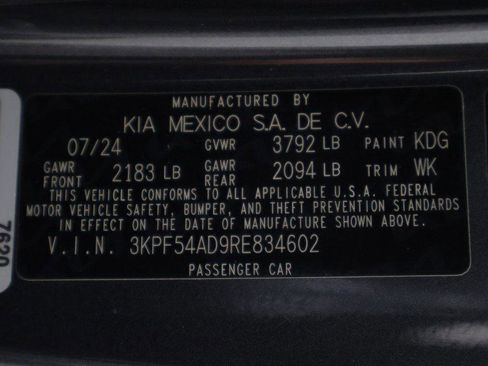 MANUFACTURED BY
KIA MEXICO S.A. DE C.V.
07/24 GVWR 3792 LB PAINT KDG
GAWR FRONT 2183 LB GAWR REAR 2094 LB TRIM WK
THIS VEHICLE CONFORMS TO ALL APPLICABLE U.S.A. FEDERAL
MOTOR VEHICLE SAFETY, BUMPER, AND THEFT PREVENTION STANDARDS
IN EFFECT ON THE DATE OF MANUFACTURE SHOWN ABOVE.
V.I.N. 3KPF54AD9RE834602
PASSENGER CAR
7620